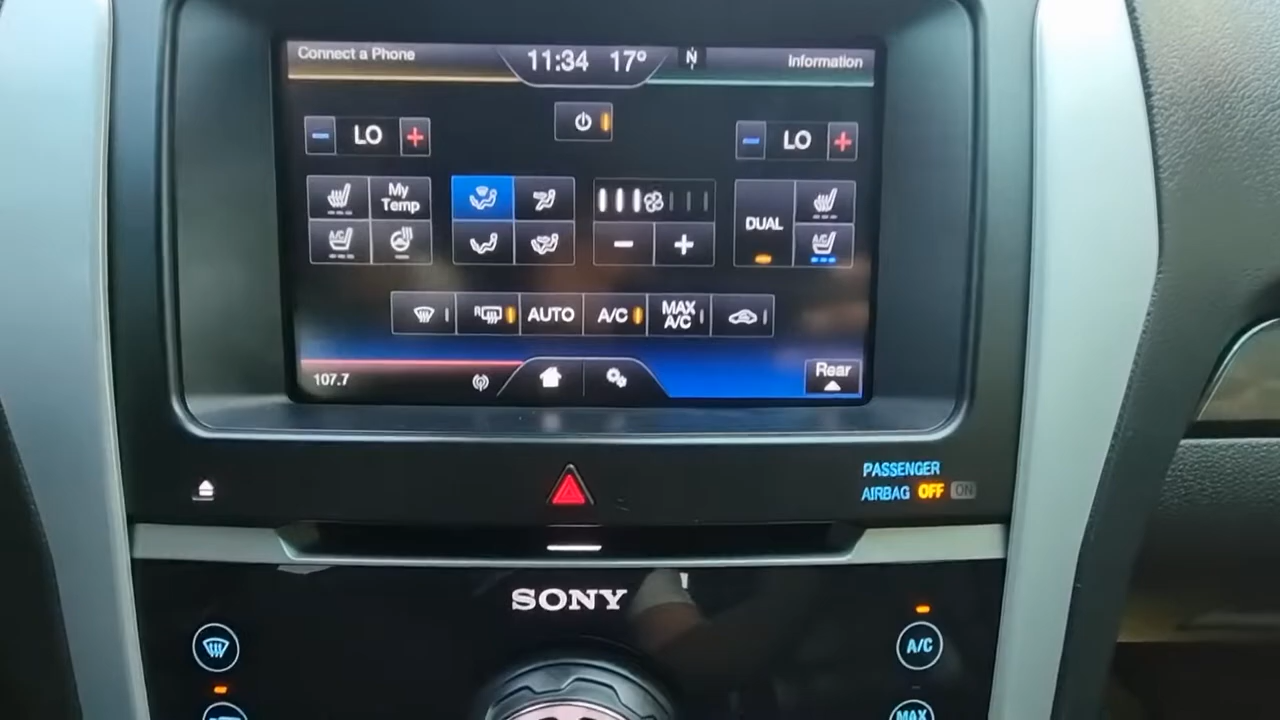 Connect a Phone
11:34 17°
N
Information
LO
LO
My
Temp
A/C
DUAL
A/C
R
AUTO
A/C
MAX
A/C
107.7
Rear
PASSENGER
AIRBAG OFF ON
SONY
A/C
MAX